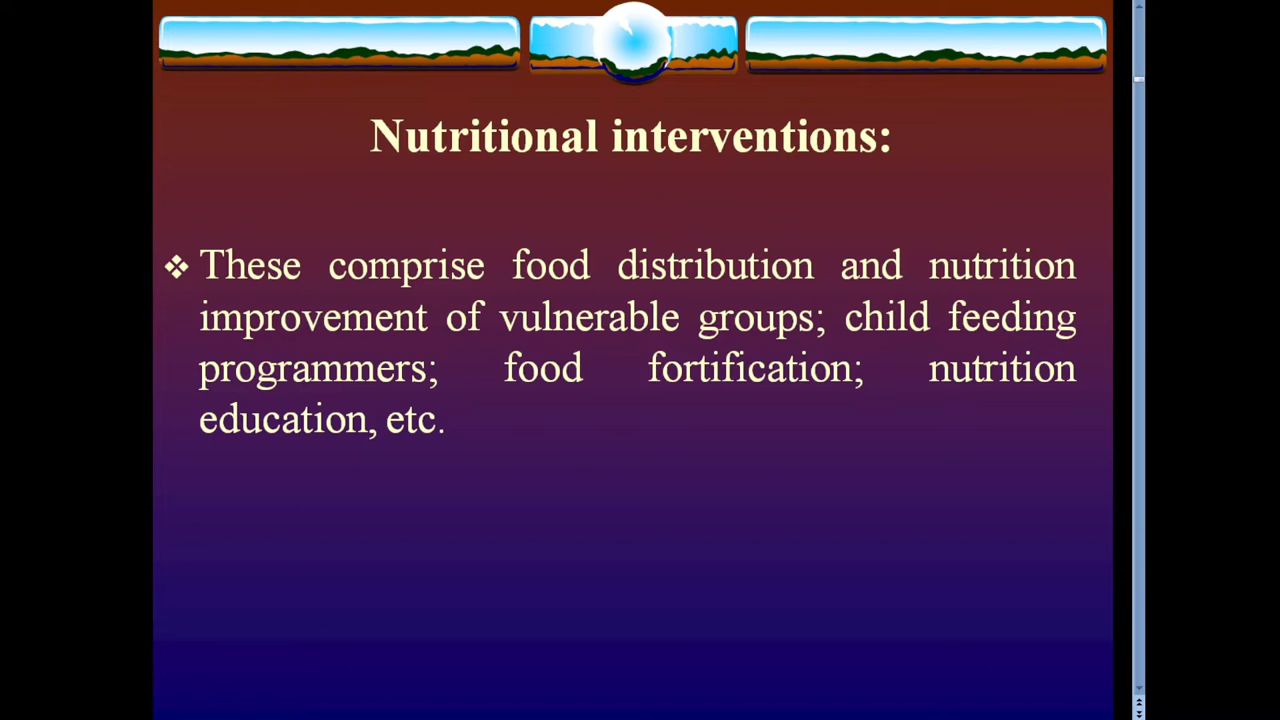 Nutritional interventions:
❖ These comprise food distribution and nutrition
improvement of vulnerable groups; child feeding
programmers; food fortification; nutrition
education, etc.